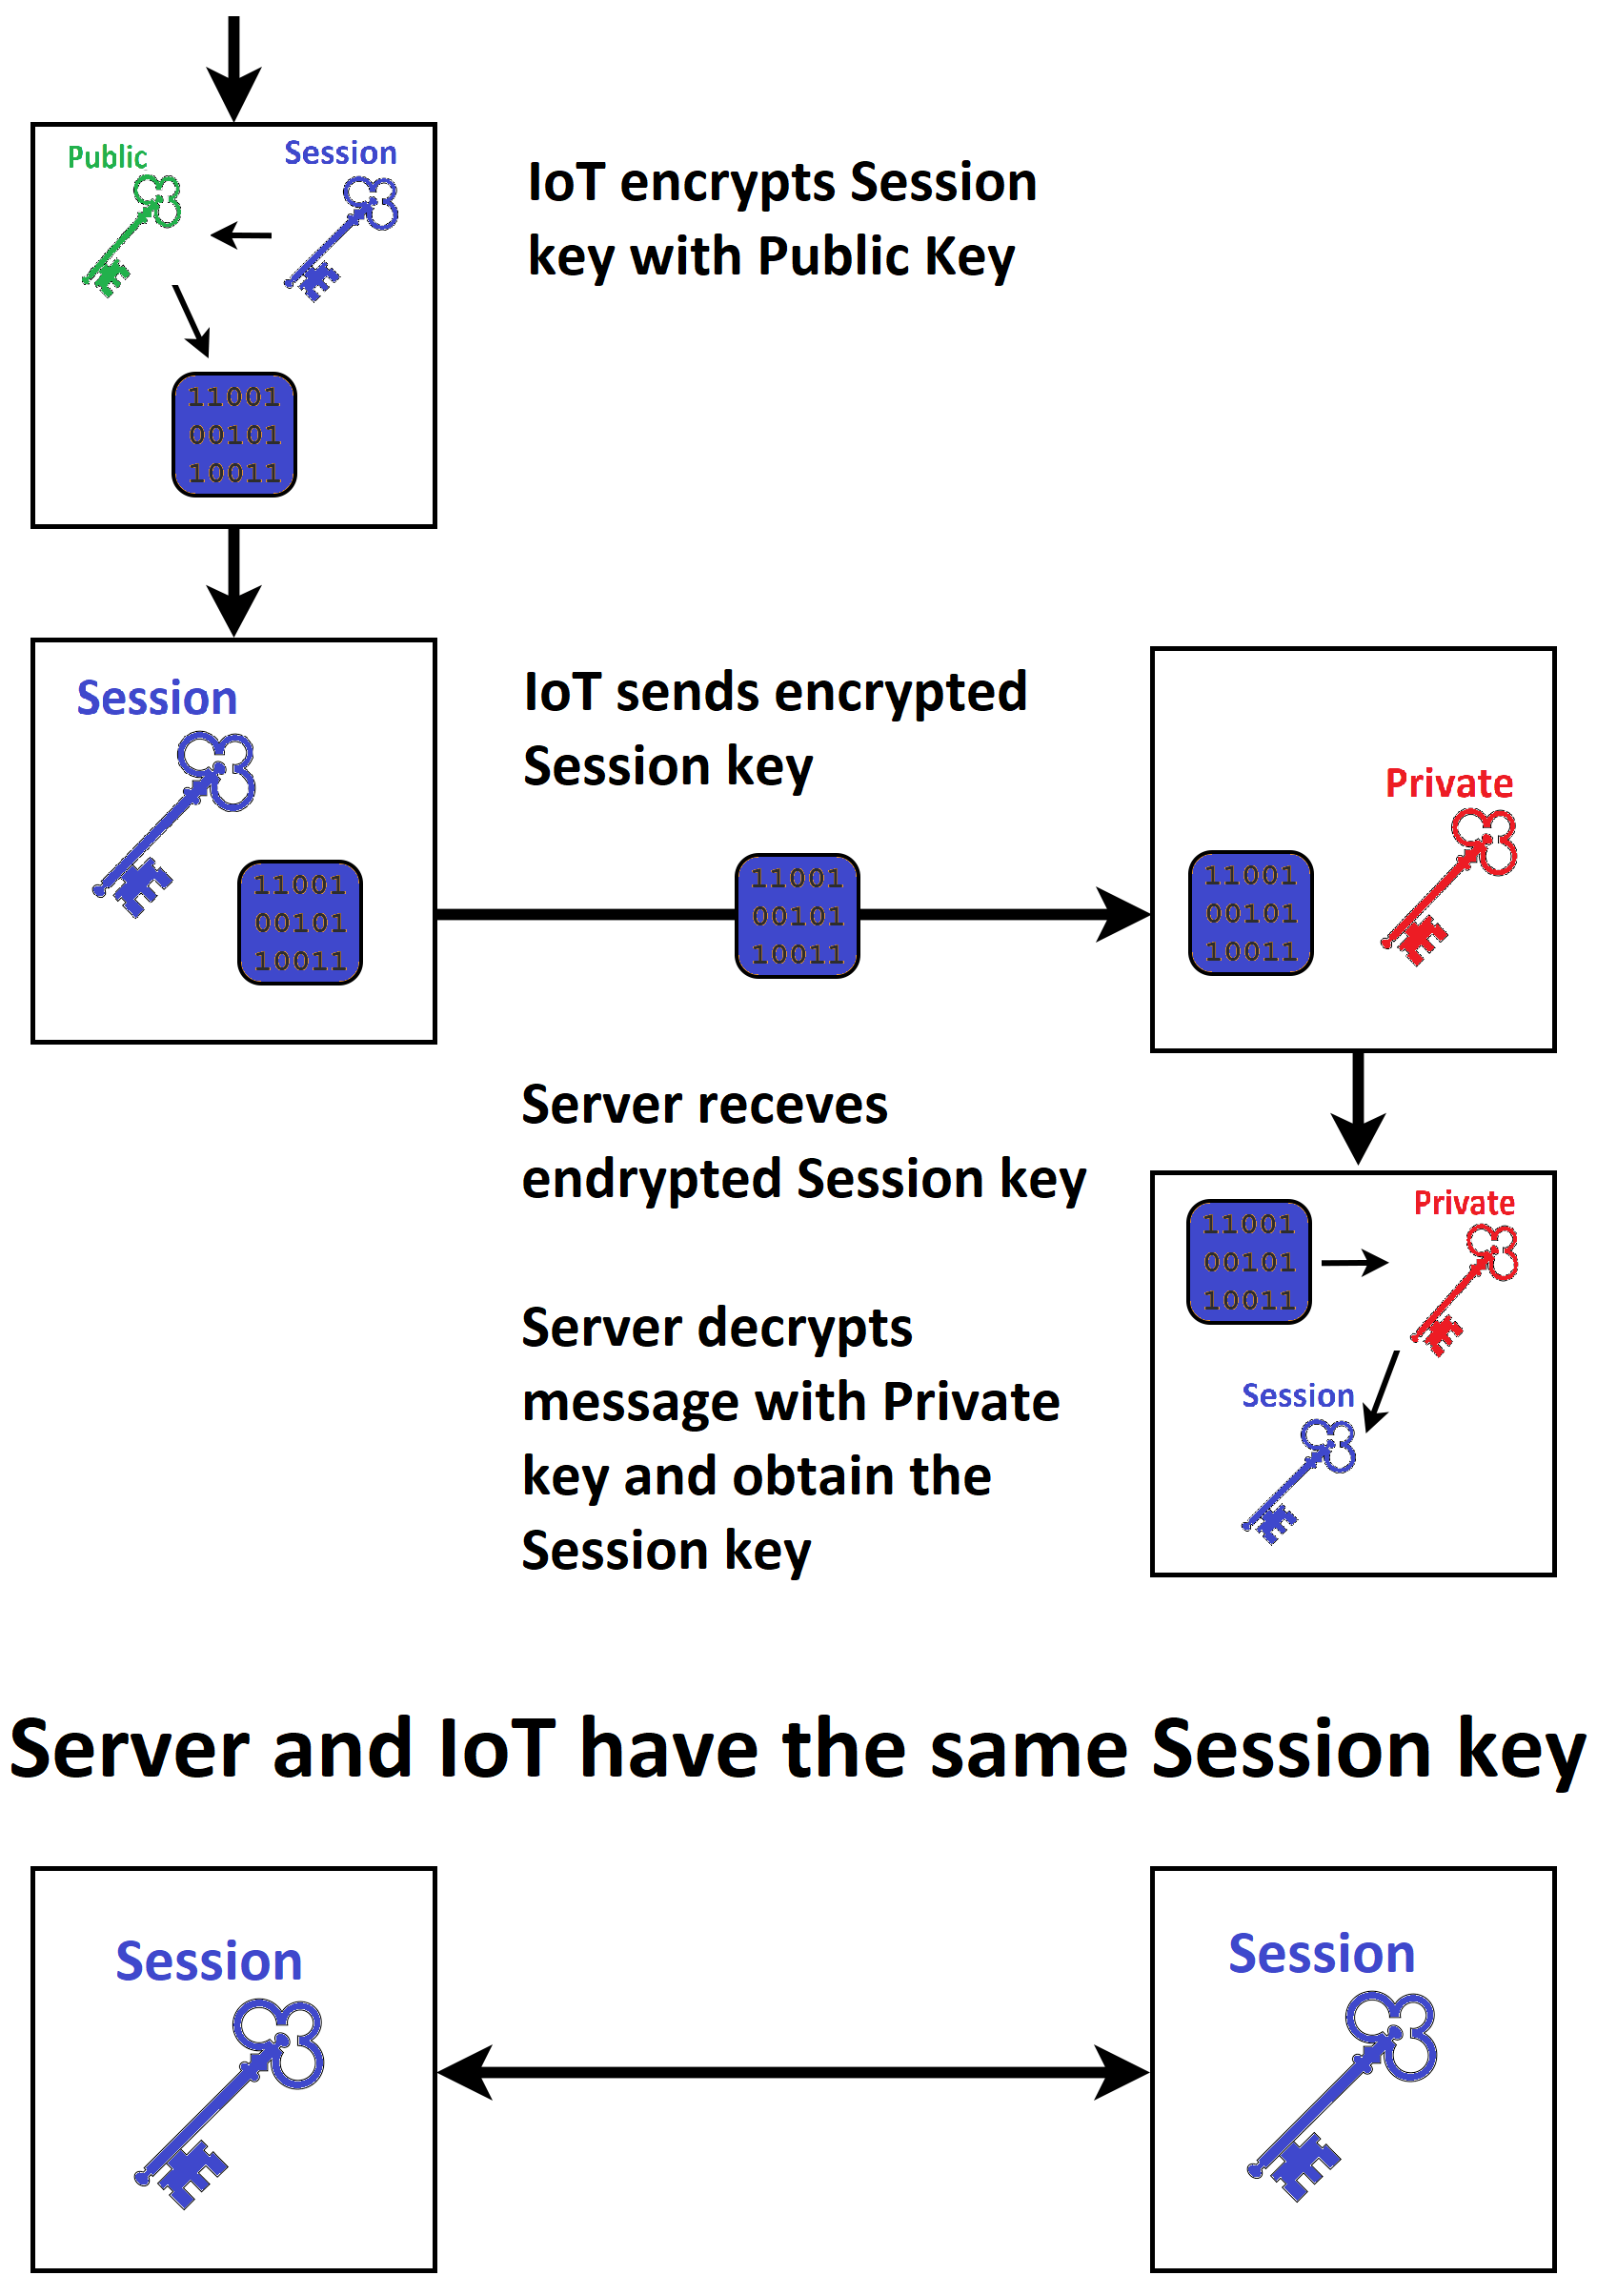 Public
Session
11001
00101
10011
IoT encrypts Session
key with Public Key
Session
11001
00101
10011
IoT sends encrypted
Session key
11001
00101
10011
Private
11001
00101
10011
Server receves
endrypted Session key
Server decrypts
message with Private
key and obtain the
Session key
11001
00101
10011
Private
Session
Server and IoT have the same Session key
Session
Session